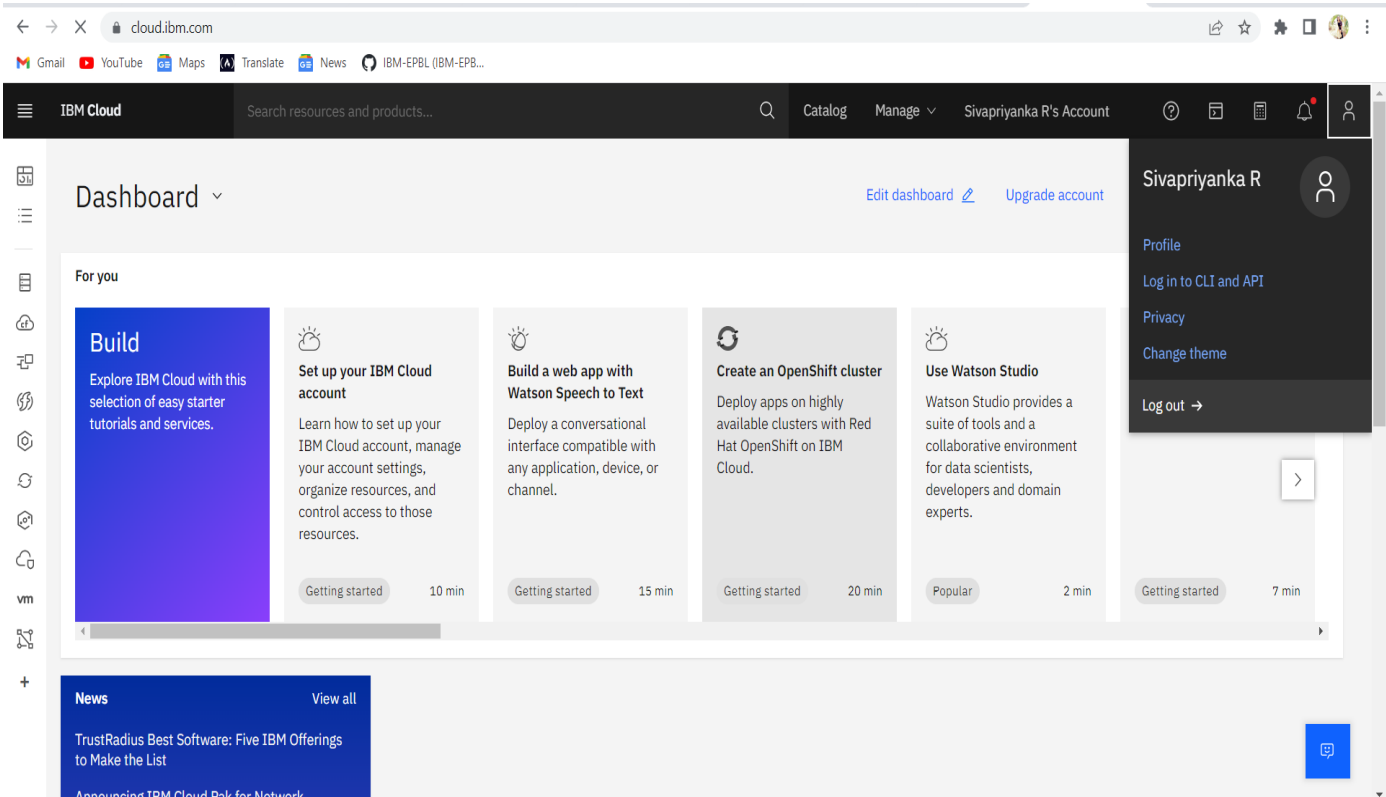 cloud.ibm.com
Gmail YouTube Maps Translate News IBM-EPBL (IBM-EPB...
IBM Cloud Search resources and products... Catalog Manage Sivapriyanka R's Account
Sivapriyanka R
Profile
Log in to CLI and API
Privacy
Change theme
Log out →
Dashboard Edit dashboard Upgrade account
For you
Build
Explore IBM Cloud with this
selection of easy starter
tutorials and services.
Set up your IBM Cloud
account
Learn how to set up your
IBM Cloud account, manage
your account settings,
organize resources, and
control access to those
resources.
Getting started 10 min
Build a web app with
Watson Speech to Text
Deploy a conversational
interface compatible with
any application, device, or
channel.
Getting started 15 min
Create an OpenShift cluster
Deploy apps on highly
available clusters with Red
Hat OpenShift on IBM
Cloud.
Getting started 20 min
Use Watson Studio
Watson Studio provides a
suite of tools and a
collaborative environment
for data scientists,
developers and domain
experts.
Popular 2 min
Getting started 7 min
vm
News View all
TrustRadius Best Software: Five IBM Offerings
to Make the List
Announcing IBM Cloud Pak for Network